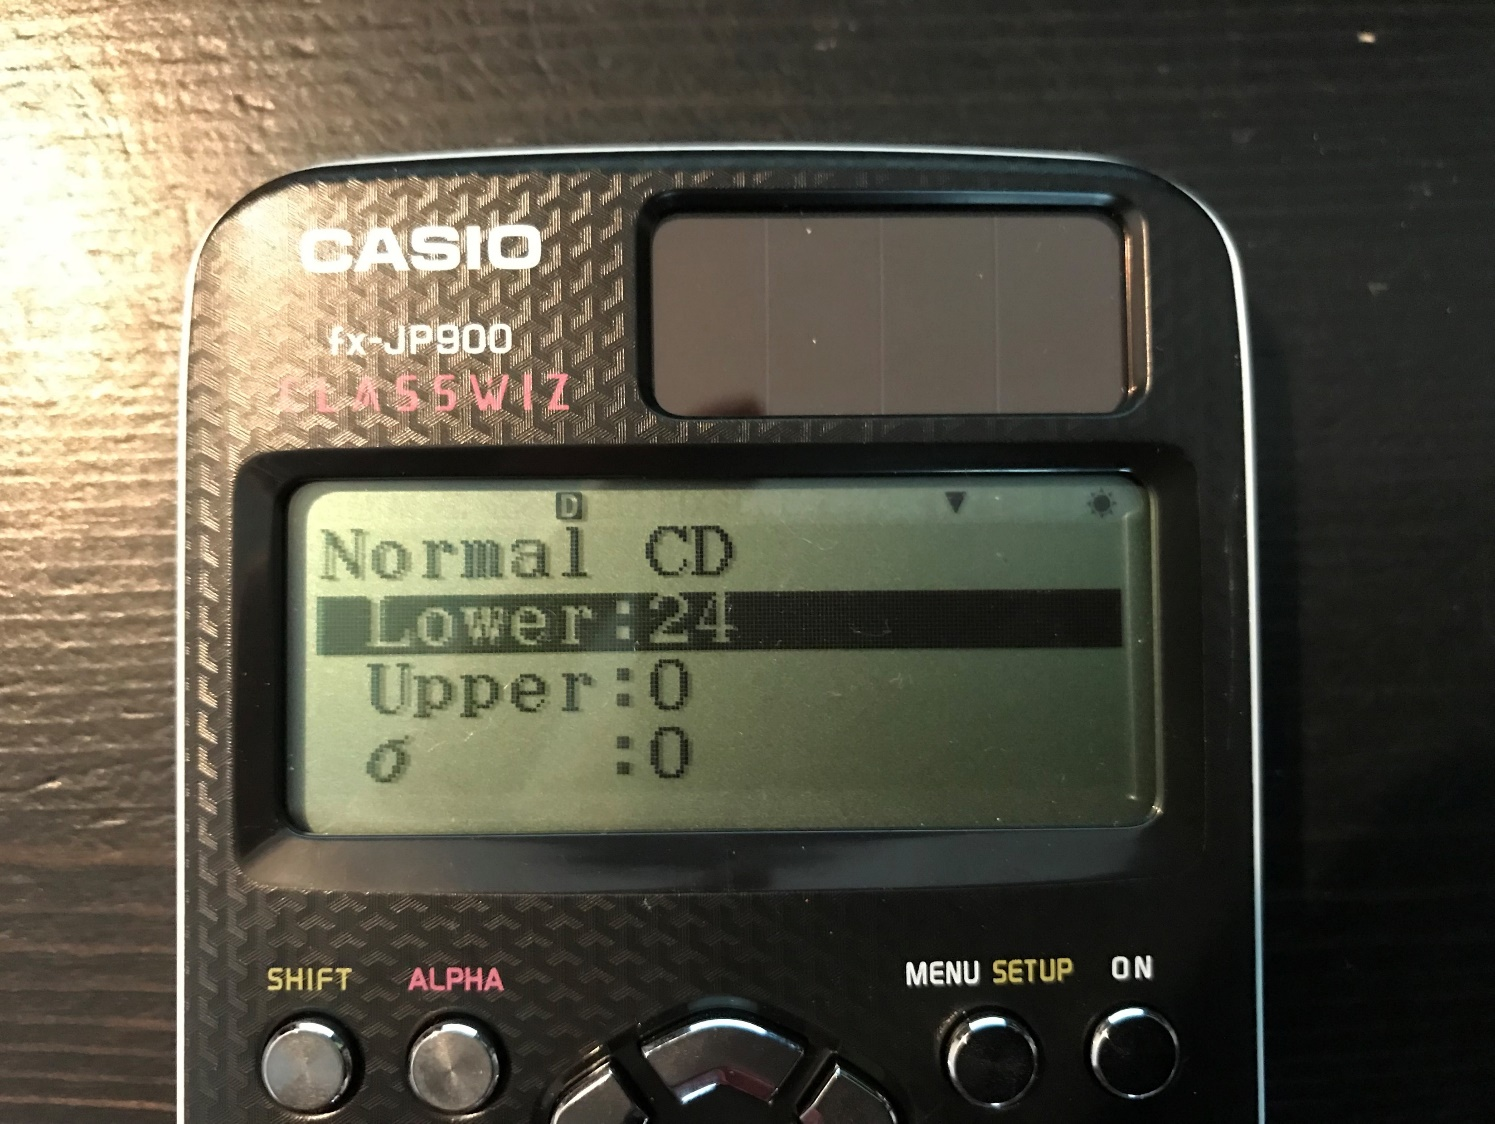 CASIO
fx-JP900
CLASSWIZ
D
Normal CD
Lower:24
Upper:0
σ :0
SHIFT ALPHA MENU SETUP ON